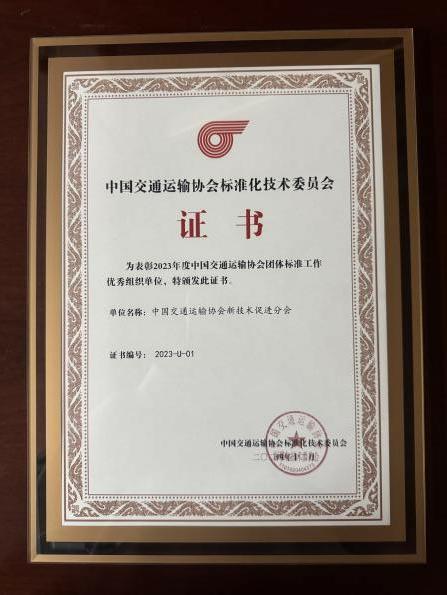 中国交通运输协会标准化技术委员会
证书
为表彰2023年度中国交通运输协会团体标准工作
优秀组织单位，特颁发此证书。
单位名称：中国交通运输协会新技术促进分会
证书编号：2023-U-01
中国交通运输协会标准化技术委员会
二〇二